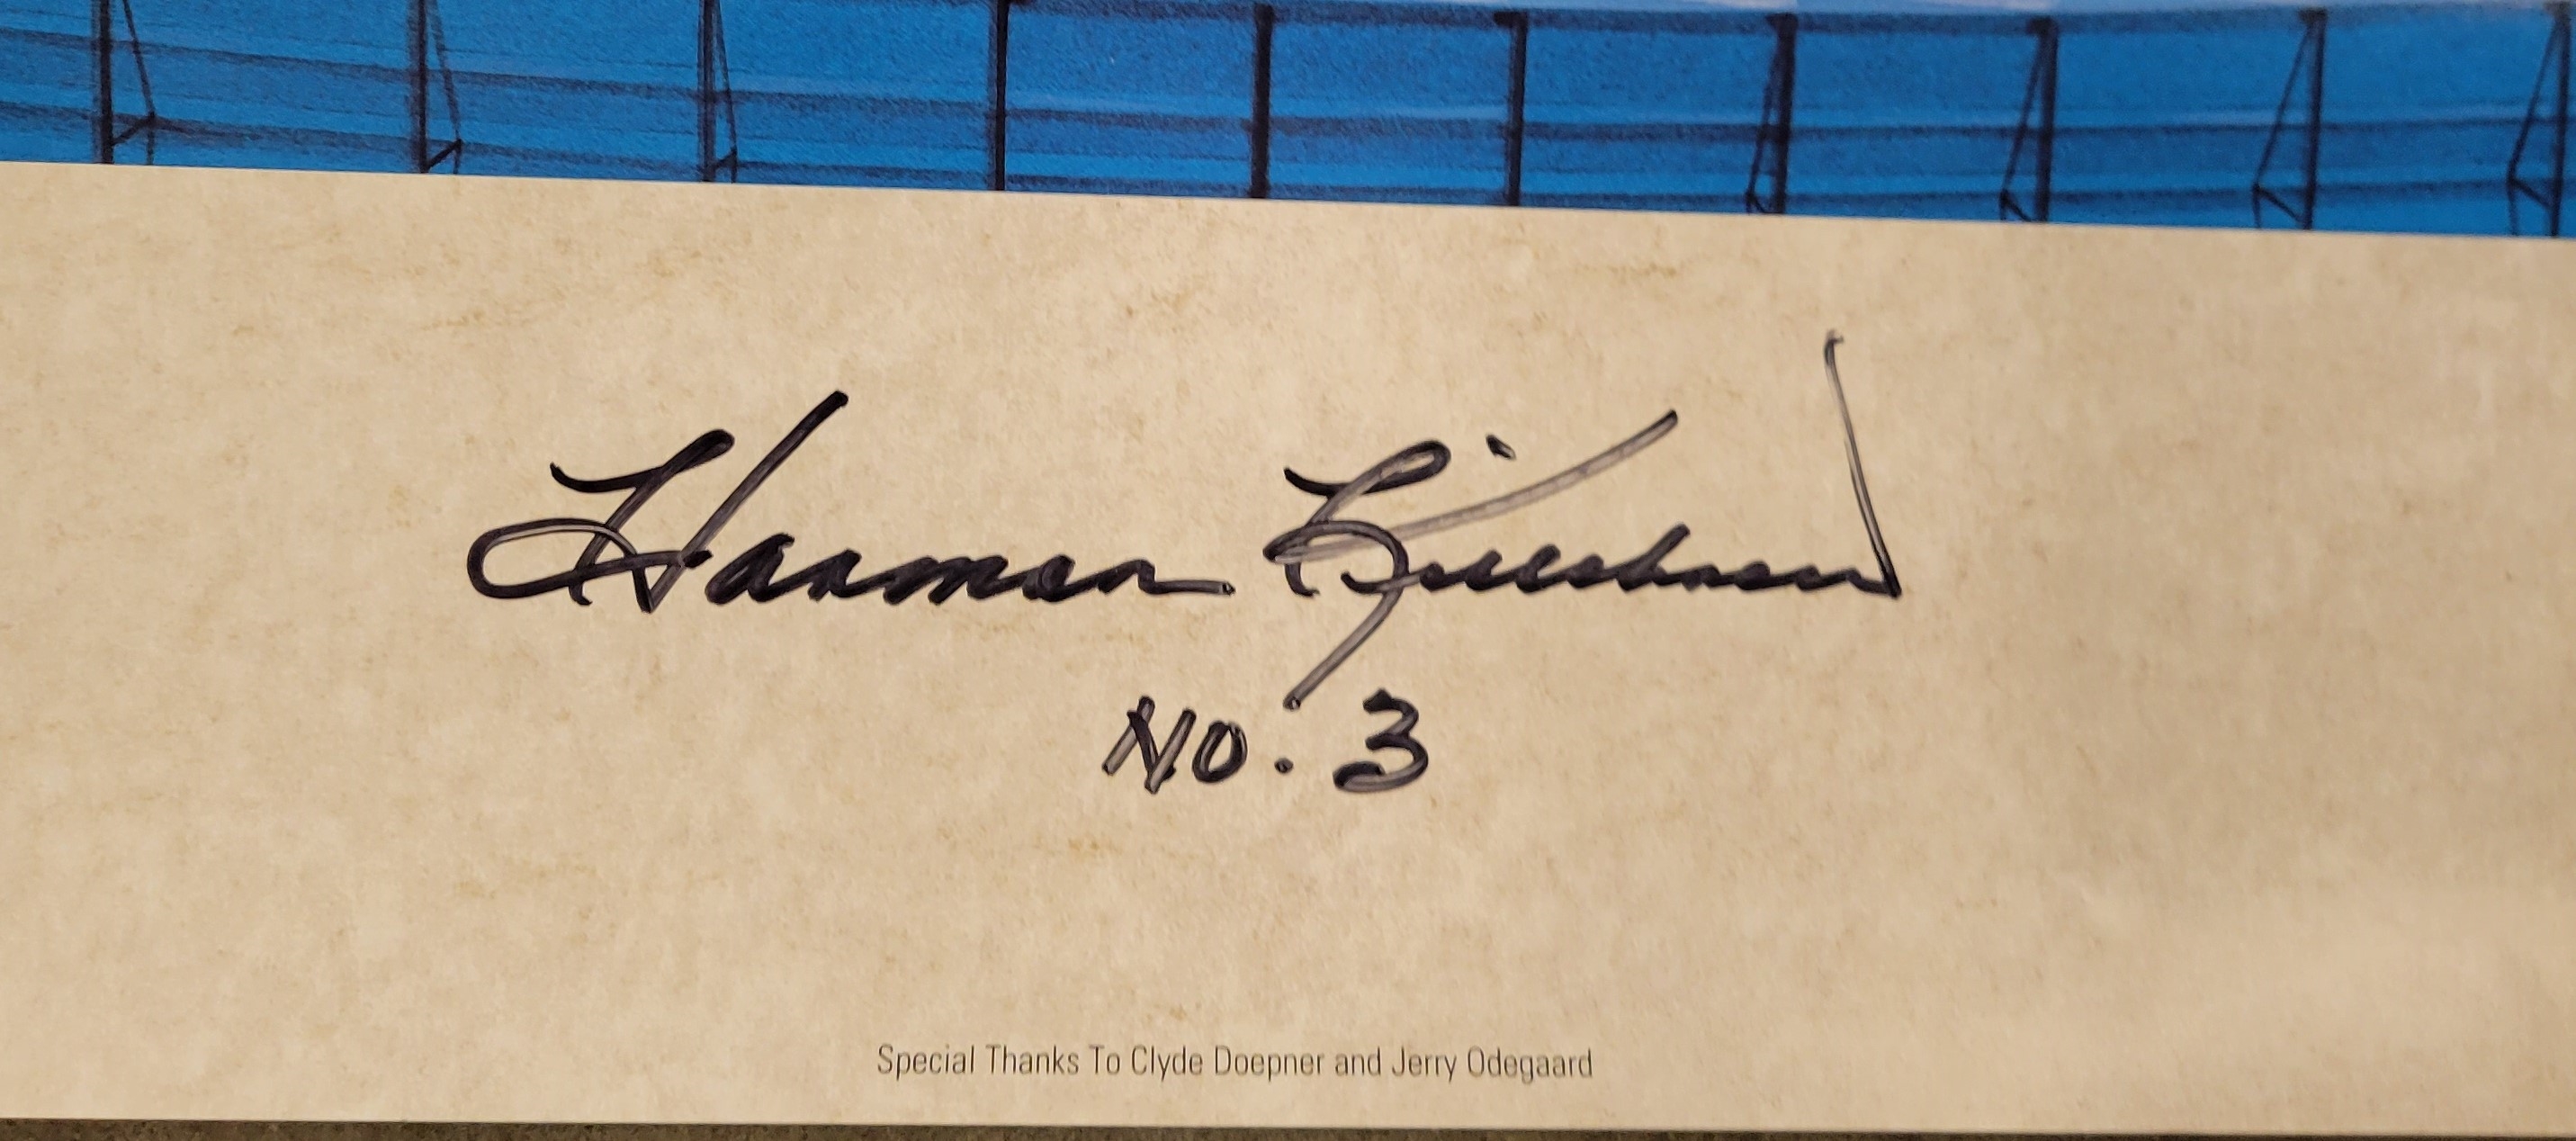 Harmon Killebrew
NO. 3
Special Thanks To Clyde Doepner and Jerry Odegaard